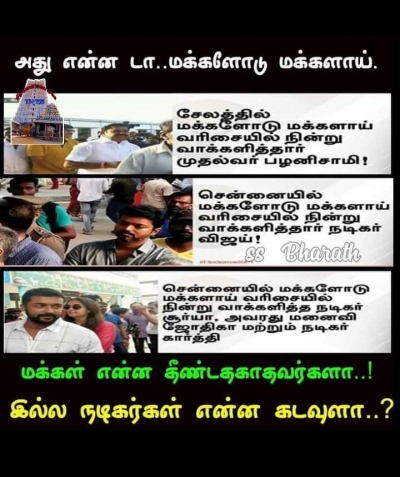 அது என்ன டா..மக்களோடு மக்களாய்.
சேலத்தில்
மக்களோடு மக்களாய்
வரிசையில் நின்று
வாக்களித்தார்
முதல்வர் பழனிசாமி!
சென்னையில்
மக்களோடு மக்களாய்
வரிசையில் நின்று
வாக்களித்தார் நடிகர்
விஜய்!
ss Bharath
சென்னையில் மக்களோடு
மக்களாய் வரிசையில்
நின்று வாக்களித்த நடிகர்
சூர்யா, அவரது மனைவி
ஜோதிகா மற்றும் நடிகர்
கார்த்தி
மக்கள் என்ன தீண்டதகாதவர்களா..!
இல்ல நடிகர்கள் என்ன கடவுளா..?